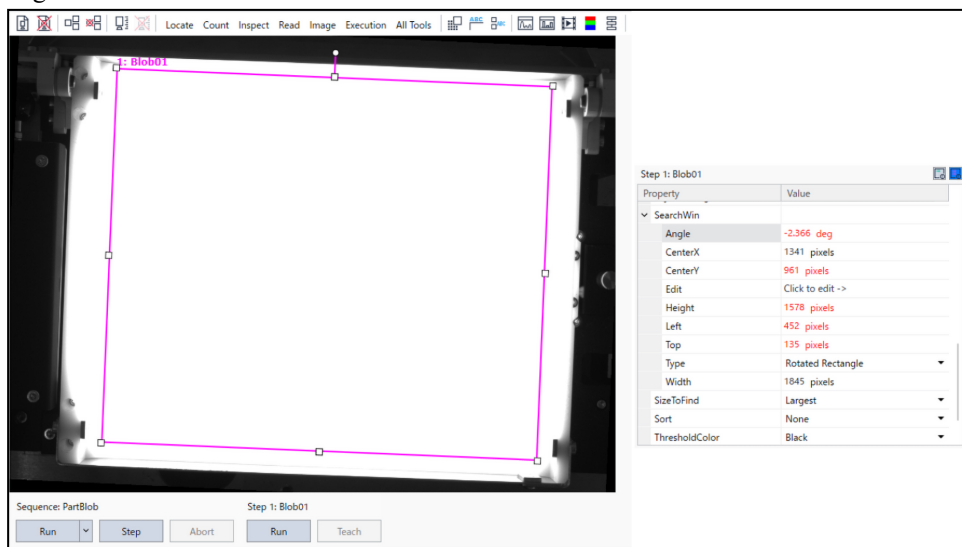 Locate Count Inspect Read Image Execution All Tools ABC ABC
1: Blob01
Step 1: Blob01
Property Value
SearchWin
Angle -2.366 deg
CenterX 1341 pixels
CenterY 961 pixels
Edit Click to edit ->
Height 1578 pixels
Left 452 pixels
Top 135 pixels
Type Rotated Rectangle
Width 1845 pixels
SizeToFind Largest
Sort None
ThresholdColor Black
Sequence: PartBlob Step 1: Blob01
Run Step Abort Run Teach